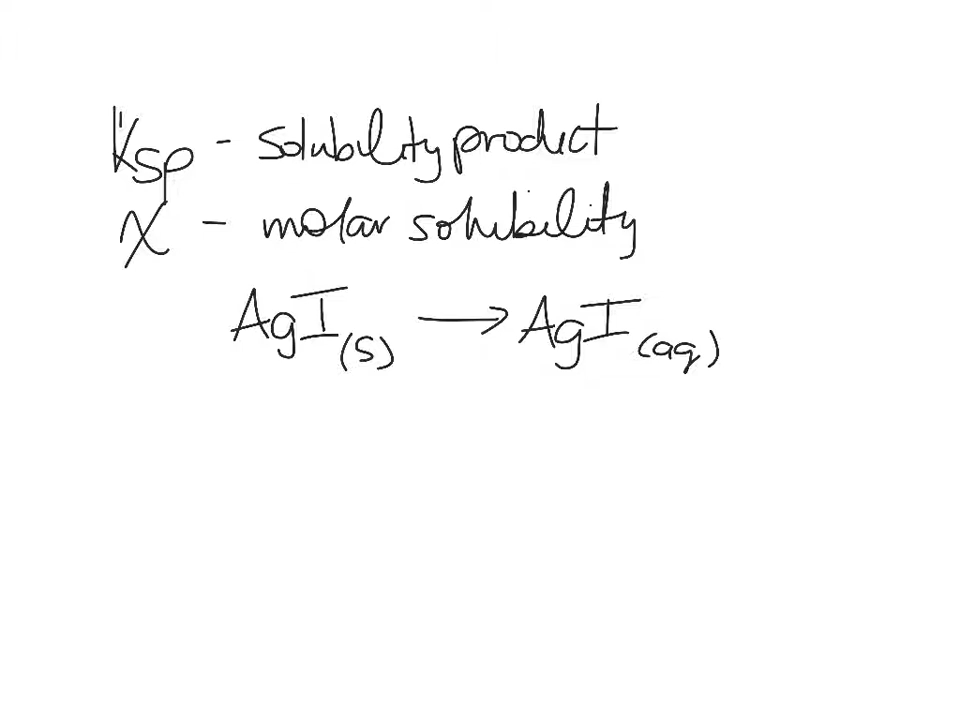 Ksp - solubility product
x - molar solubility
AgI(s) → AgI(aq)